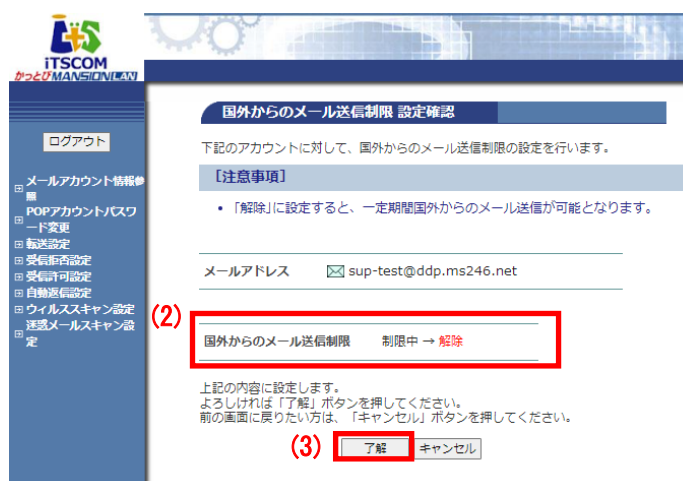 iTSCOM
かっとびMANSIONLAN
ログアウト
メールアカウント情報参
照
POPアカウントパスワ
ード変更
転送設定
受信拒否設定
受信許可設定
自動返信設定
ウィルススキャン設定
迷惑メールスキャン設
定
国外からのメール送信制限 設定確認
下記のアカウントに対して、国外からのメール送信制限の設定を行います。
［注意事項］
• 「解除」に設定すると、一定期間国外からのメール送信が可能となります。
メールアドレス sup-test@ddp.ms246.net
(2)
国外からのメール送信制限 制限中 → 解除
上記の内容に設定します。
よろしければ「了解」ボタンを押してください。
前の画面に戻りたい方は、「キャンセル」ボタンを押してください。
(3) 了解 キャンセル